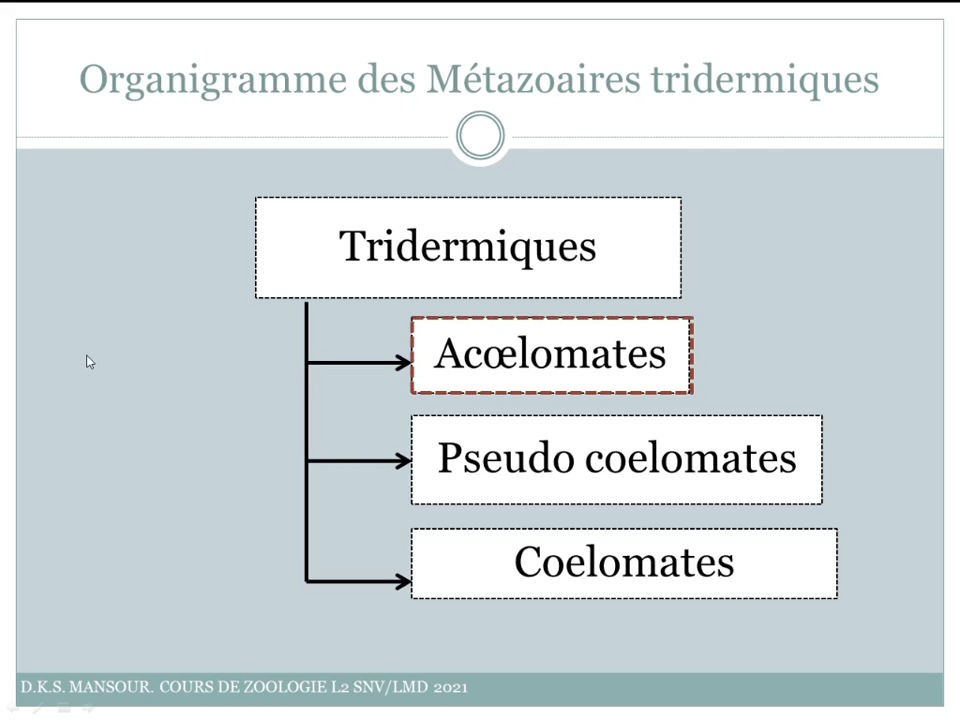 Organigramme des Métazoaires tridermiques
Tridermiques
Acœlomates
Pseudo coelomates
Coelomates
D.K.S. MANSOUR. COURS DE ZOOLOGIE L2 SNV/LMD 2021